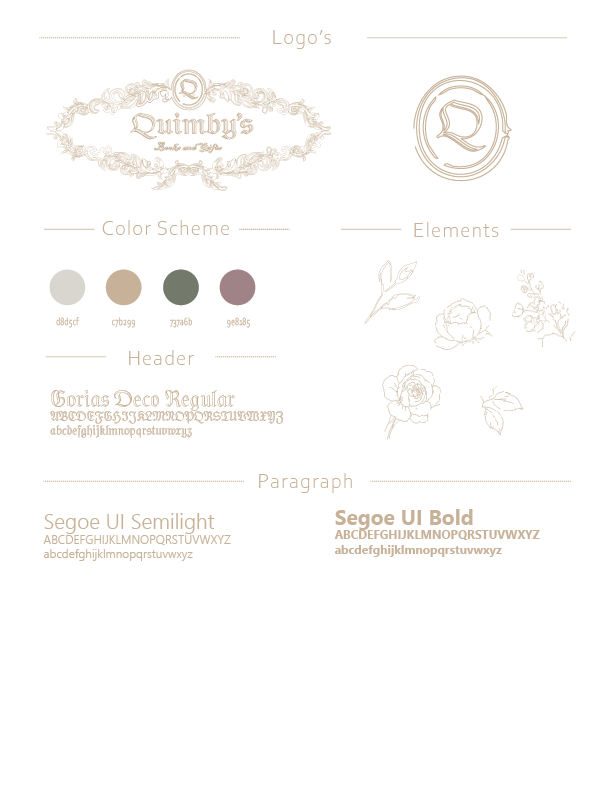 Logo's
Q
Quimby's
Books and Gifts
Q
Color Scheme
Elements
d8d5cf
c7b299
737a6b
9e8285
Header
Gorias Deco Regular
ABCDEFGHIJKLMNOPQRSTUVWXYZ
abcdefghijklmnopqrstuvwxyz
Paragraph
Segoe UI Semilight
ABCDEFGHIJKLMNOPQRSTUVWXYZ
abcdefghijklmnopqrstuvwxyz
Segoe UI Bold
ABCDEFGHIJKLMNOPQRSTUVWXYZ
abcdefghijklmnopqrstuvwxyz